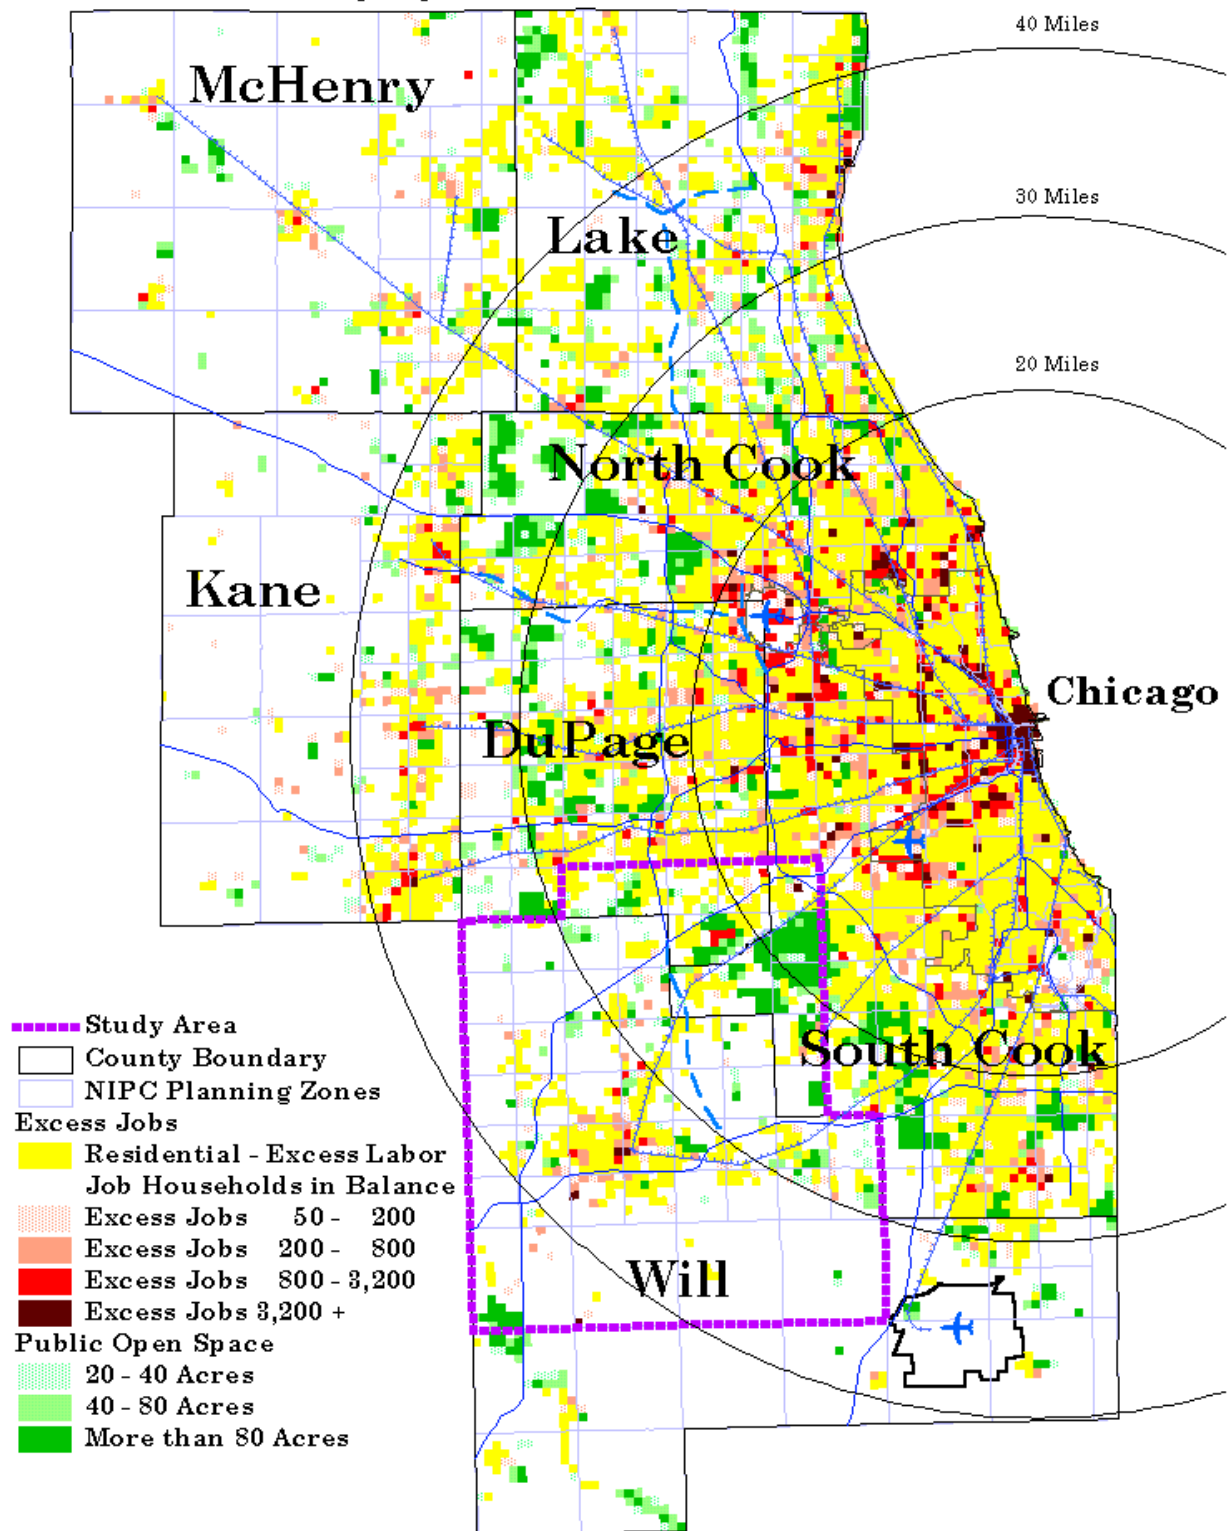 40 Miles
McHenry
30 Miles
Lake
20 Miles
North Cook
Kane
Chicago
DuPage
Study Area
County Boundary
South Cook
NIPC Planning Zones
Excess Jobs
Residential - Excess Labor
Job Households in Balance
Excess Jobs 50 - 200
Excess Jobs 200 - 800
Excess Jobs 800 - 3,200
Will
Excess Jobs 3,200 +
Public Open Space
20 - 40 Acres
40 - 80 Acres
More than 80 Acres